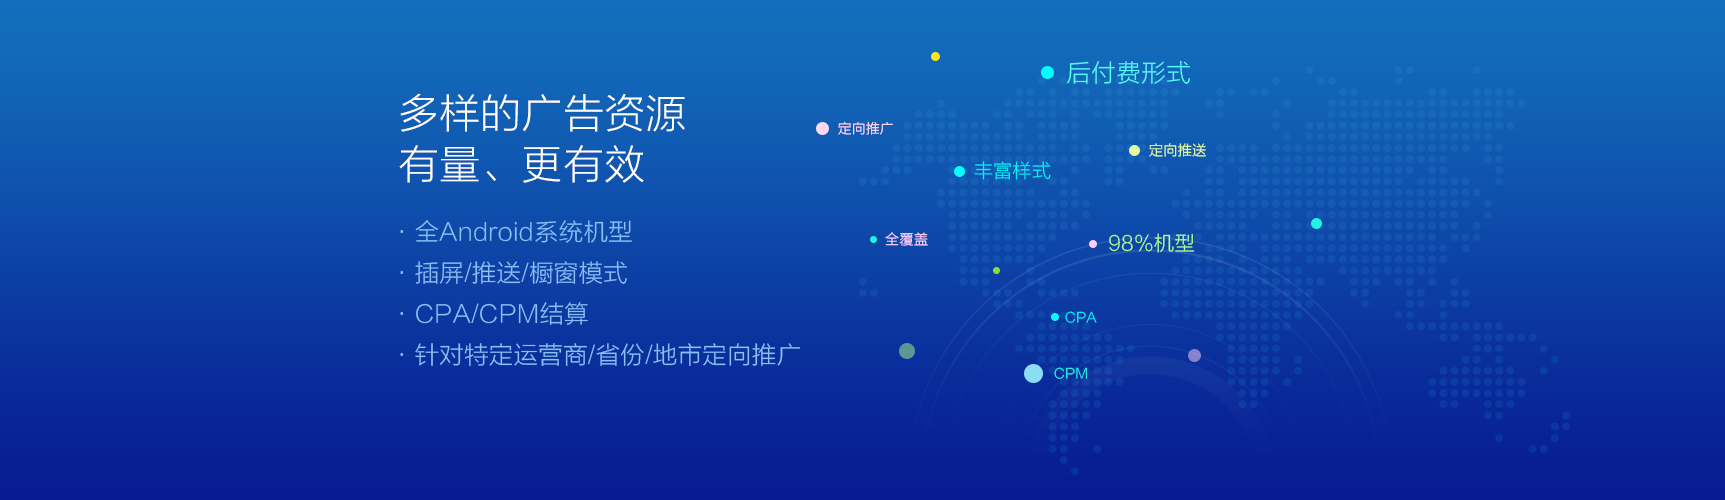 多样的广告资源
有量、更有效
· 全Android系统机型
· 插屏/推送/橱窗模式
· CPA/CPM结算
· 针对特定运营商/省份/地市定向推广
后付费形式
定向推广
定向推送
丰富样式
全覆盖
98%机型
CPA
CPM